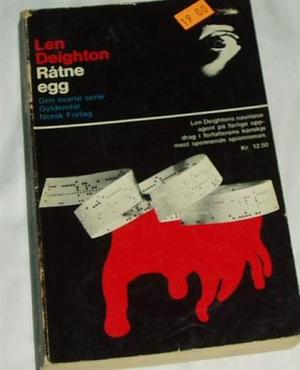 19.00
Len
Deighton
Råtne
egg
Den svarte serie
Gyldendal
Norsk Forlag
Len Deightons navnløse
agent på farlige opp-
drag i forfatterens kanskje
mest spennende spionroman
Kr. 12.50